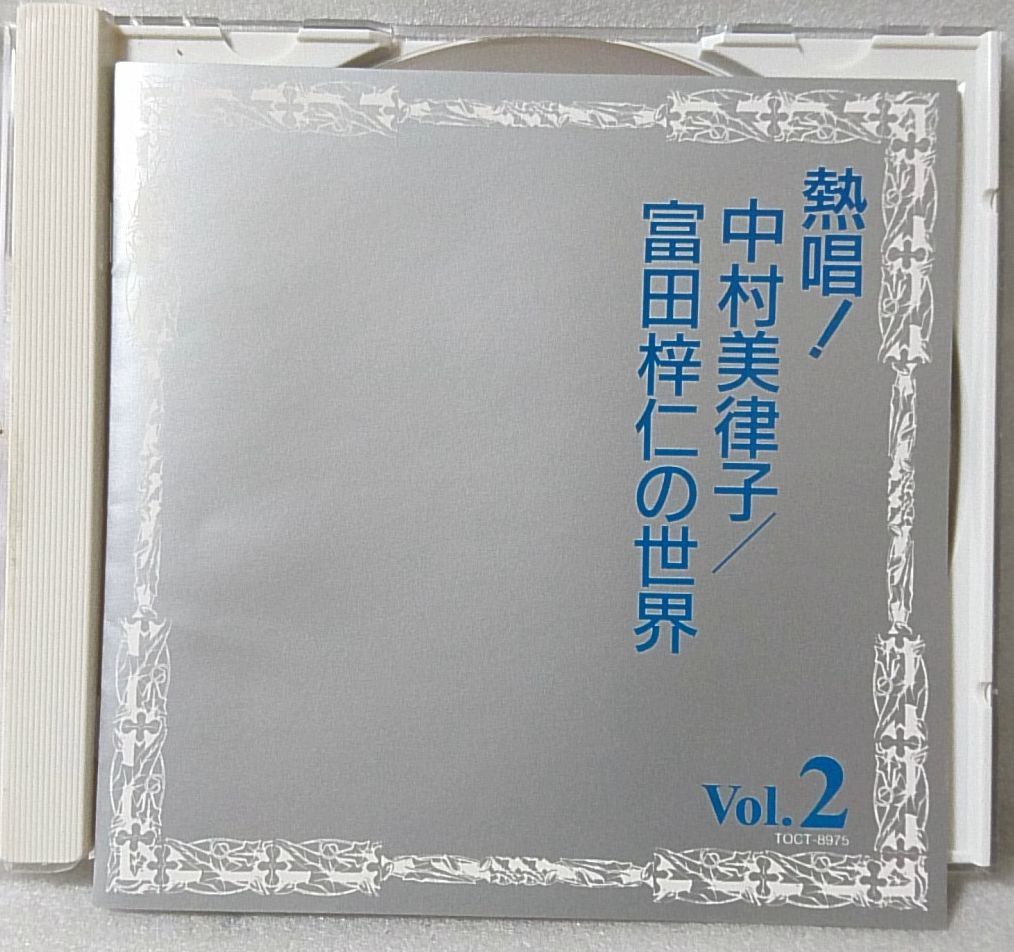 熱唱！
中村美律子／
富田梓仁の世界
Vol.2
TOCT-8975